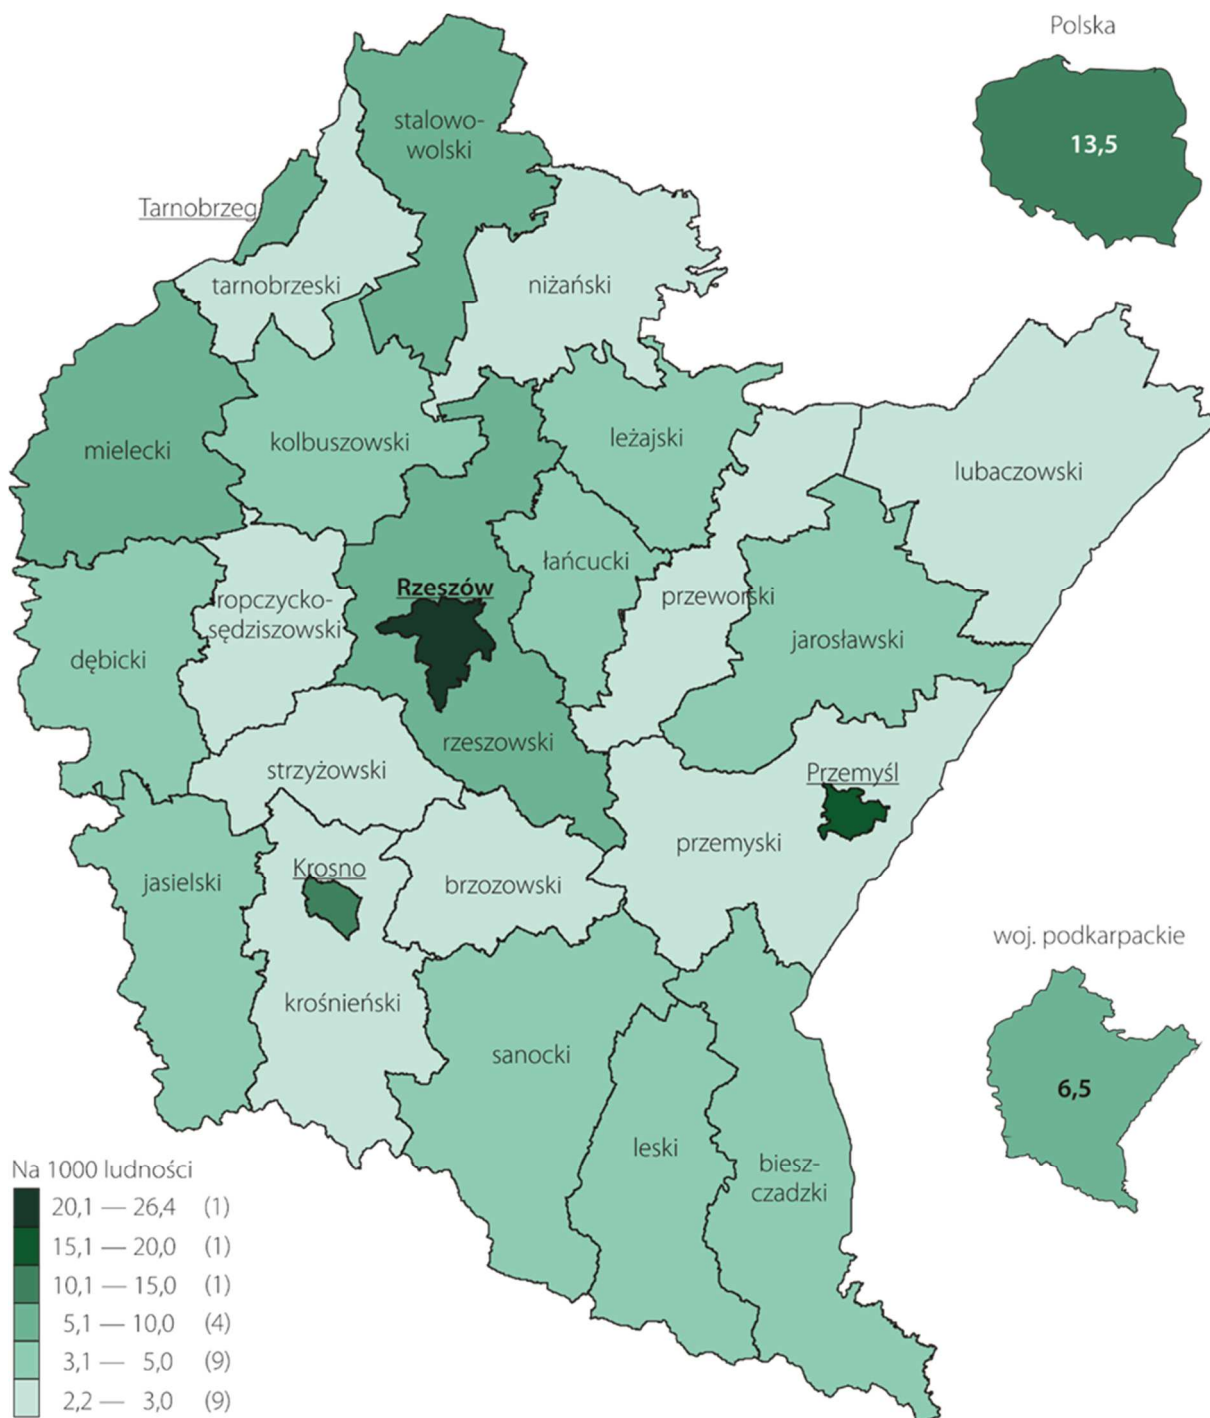 Polska
13,5
stalowo-
wolski
Tarnobrzeg
tarnobrzeski
niżański
mielecki
kolbuszowski
leżajski
lubaczowski
łańcucki
Rzeszów
ropczycko-
sędziszowski
przeworski
jarosławski
dębicki
rzeszowski
strzyżowski
Przemyśl
przemyski
jasielski
Krosno
brzozowski
woj. podkarpackie
6,5
krośnieński
sanocki
leski
biesz-
czadzki
Na 1000 ludności
20,1 — 26,4 (1)
15,1 — 20,0 (1)
10,1 — 15,0 (1)
5,1 — 10,0 (4)
3,1 — 5,0 (9)
2,2 — 3,0 (9)